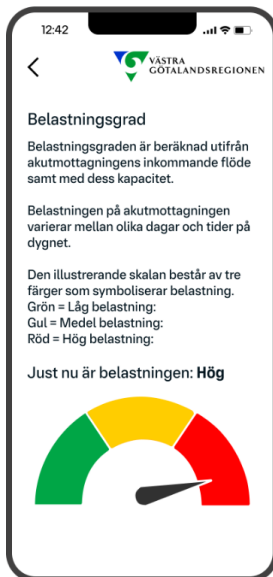 12:42
VÄSTRA
GÖTALANDSREGIONEN
Belastningsgrad
Belastningsgraden är beräknad utifrån
akutmottagningens inkommande flöde
samt med dess kapacitet.
Belastningen på akutmottagningen
varierar mellan olika dagar och tider på
dygnet.
Den illustrerande skalan består av tre
färger som symboliserar belastning.
Grön = Låg belastning:
Gul = Medel belastning:
Röd = Hög belastning:
Just nu är belastningen: Hög